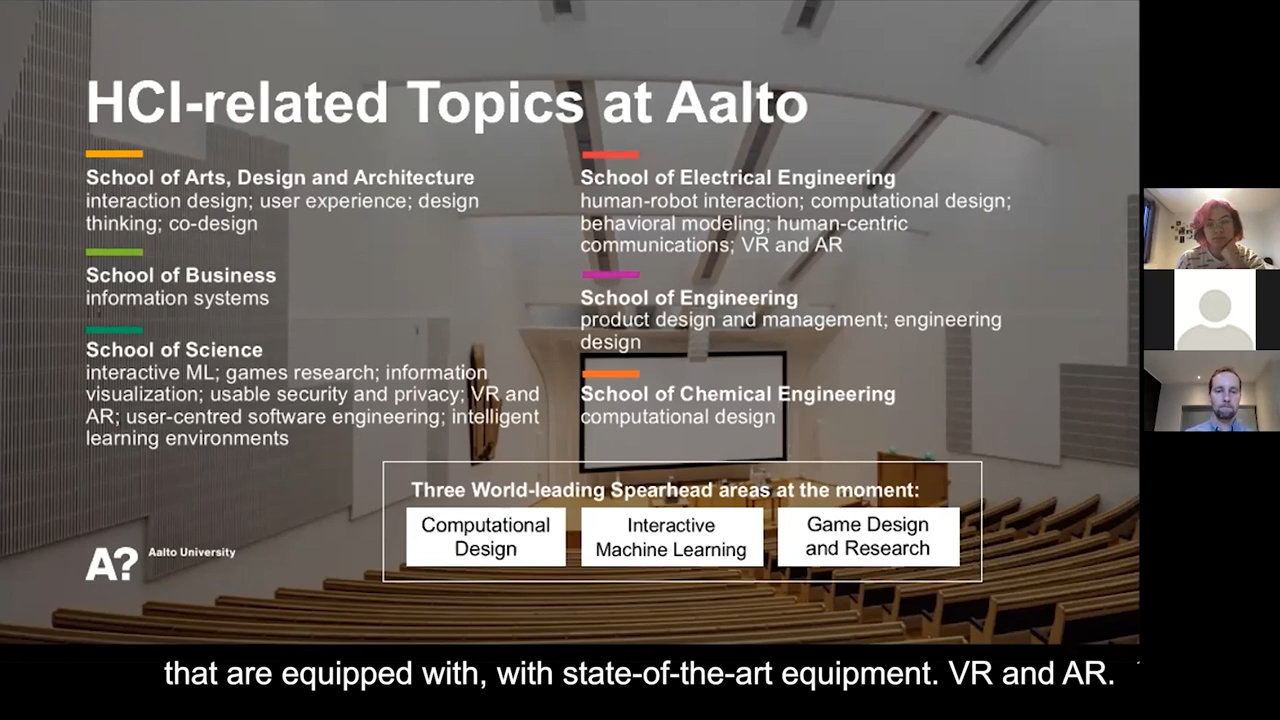 HCI-related Topics at Aalto
School of Arts, Design and Architecture
interaction design; user experience; design
thinking; co-design
School of Business
information systems
School of Science
interactive ML; games research; information
visualization; usable security and privacy; VR and
AR; user-centred software engineering; intelligent
learning environments
School of Electrical Engineering
human-robot interaction; computational design;
behavioral modeling; human-centric
communications; VR and AR
School of Engineering
product design and management; engineering
design
School of Chemical Engineering
computational design
Three World-leading Spearhead areas at the moment:
Computational
Design
Interactive
Machine Learning
Game Design
and Research
A?
Aalto University
that are equipped with, with state-of-the-art equipment. VR and AR.